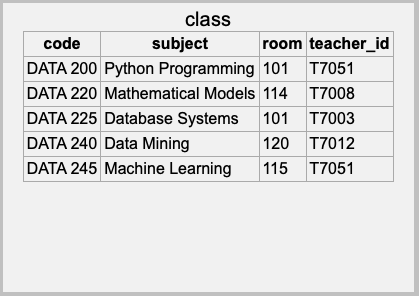 class
code subject room teacher_id
DATA 200 Python Programming 101 T7051
DATA 220 Mathematical Models 114 T7008
DATA 225 Database Systems 101 T7003
DATA 240 Data Mining 120 T7012
DATA 245 Machine Learning 115 T7051